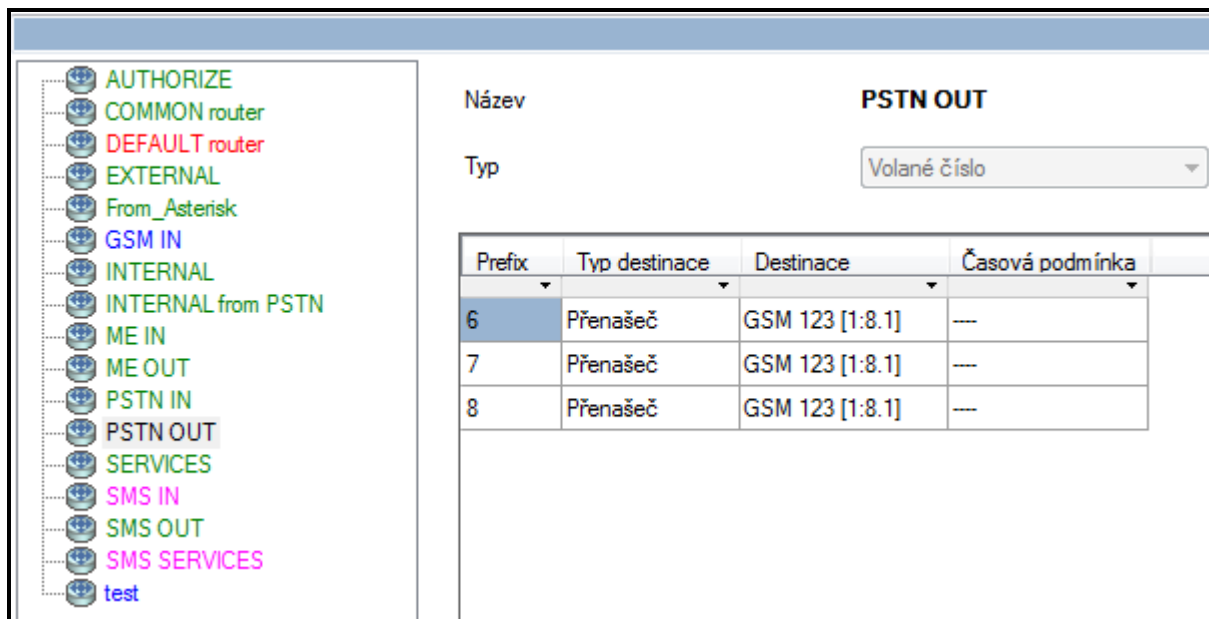 AUTHORIZE
COMMON router
DEFAULT router
EXTERNAL
From_Asterisk
GSM IN
INTERNAL
INTERNAL from PSTN
ME IN
ME OUT
PSTN IN
PSTN OUT
SERVICES
SMS IN
SMS OUT
SMS SERVICES
test
Název PSTN OUT
Typ Volané číslo
Prefix Typ destinace Destinace Časová podmínka
6 Přenašeč GSM 123 [1:8.1] ----
7 Přenašeč GSM 123 [1:8.1] ----
8 Přenašeč GSM 123 [1:8.1] ----